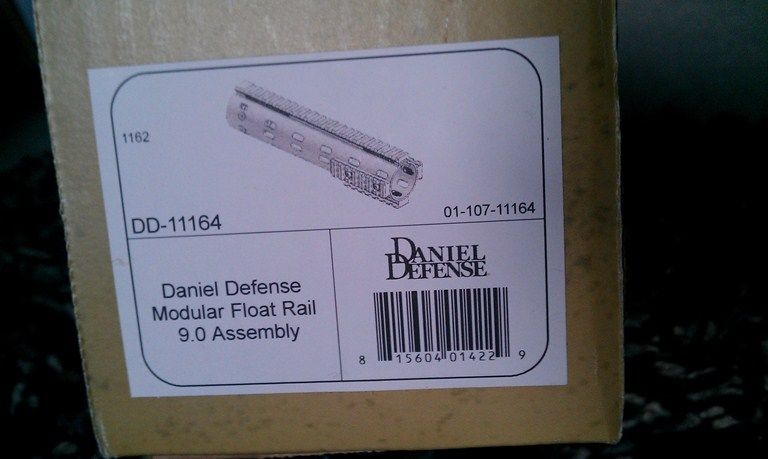 1162
DD-11164
01-107-11164
Daniel Defense
Modular Float Rail
9.0 Assembly
DANIEL
DEFENSE
8 15604 01422 9